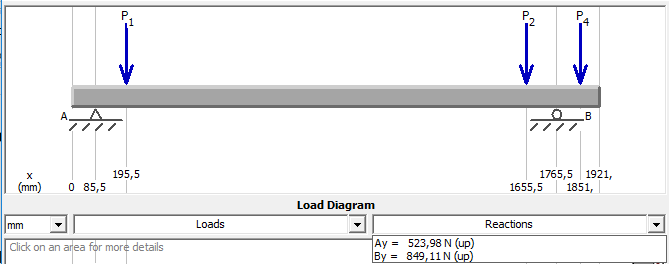 P1 P2 P4
A B
195,5 1765,5 1921,
x
(mm) 0 85,5 1655,5 1851,
Load Diagram
mm Loads Reactions
Click on an area for more details
Ay = 523,98 N (up)
By = 849,11 N (up)